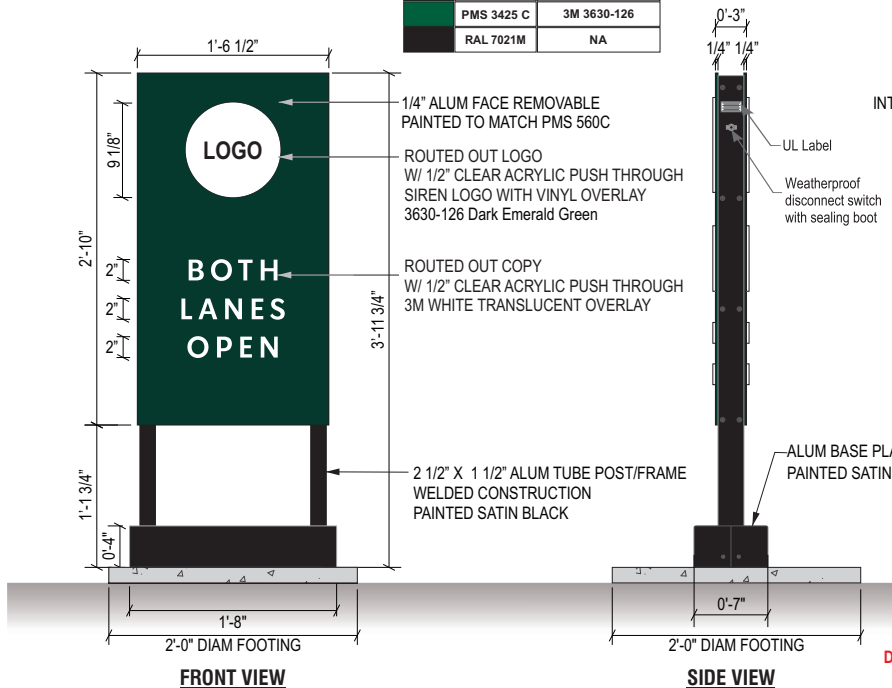 PMS 3425 C 3M 3630-126
RAL 7021M NA
1'-6 1/2"
0'-3"
1/4" 1/4"
1/4" ALUM FACE REMOVABLE
PAINTED TO MATCH PMS 560C
INT
LOGO
9 1/8"
ROUTED OUT LOGO
W/ 1/2" CLEAR ACRYLIC PUSH THROUGH
SIREN LOGO WITH VINYL OVERLAY
3630-126 Dark Emerald Green
UL Label
Weatherproof
disconnect switch
with sealing boot
2'-10"
2"
2"
2"
BOTH
LANES
OPEN
ROUTED OUT COPY
W/ 1/2" CLEAR ACRYLIC PUSH THROUGH
3M WHITE TRANSLUCENT OVERLAY
3'-11 3/4"
1'-1 3/4"
0'-4"
2 1/2" X 1 1/2" ALUM TUBE POST/FRAME
WELDED CONSTRUCTION
PAINTED SATIN BLACK
ALUM BASE PLA
PAINTED SATIN
1'-8"
2'-0" DIAM FOOTING
FRONT VIEW
0'-7"
2'-0" DIAM FOOTING
SIDE VIEW
D